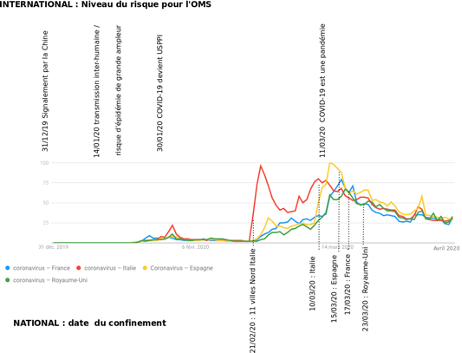 INTERNATIONAL : Niveau du risque pour l'OMS
31/12/19 Signalement par la Chine
14/01/20 transmission inter-humaine /
risque d'épidémie de grande ampleur
30/01/20 COVID-19 devient USPPI
11/03/20 COVID-19 est une pandémie
100
75
50
25
31 déc. 2019
6 févr. 2020
14 mars 2020
Avril 2020
coronavirus – France
coronavirus – Italie
Coronavirus – Espagne
coronavirus – Royaume-Uni
21/02/20 : 11 villes Nord Italie
10/03/20 : Italie
15/03/20 : Espagne
17/03/20 : France
23/03/20 : Royaume-Uni
NATIONAL : date du confinement